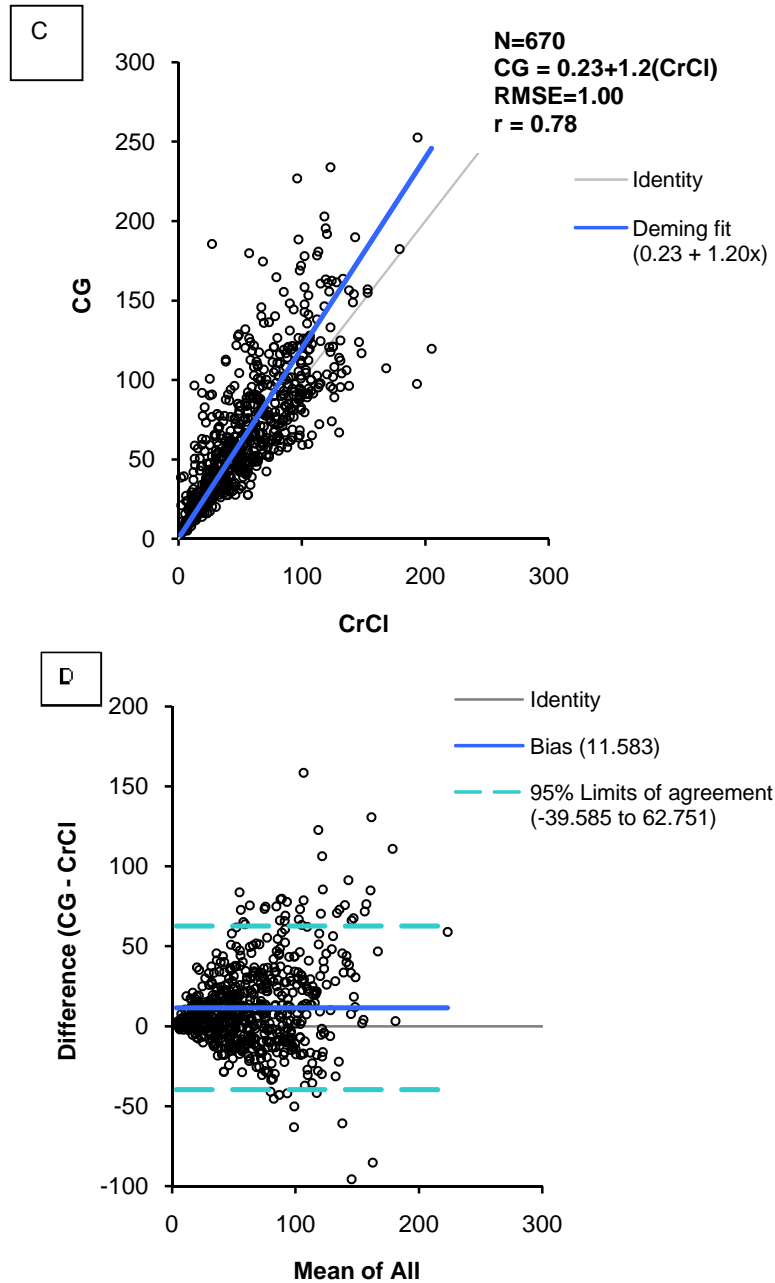 C
N=670
CG = 0.23+1.2(CrCl)
RMSE=1.00
r = 0.78
300
250
200
150
100
50
0
CG
0 100 200 300
CrCl
Identity
Deming fit
(0.23 + 1.20x)
D
200
150
100
50
0
-50
-100
Difference (CG - CrCl
0 100 200 300
Mean of All
Identity
Bias (11.583)
95% Limits of agreement
(-39.585 to 62.751)